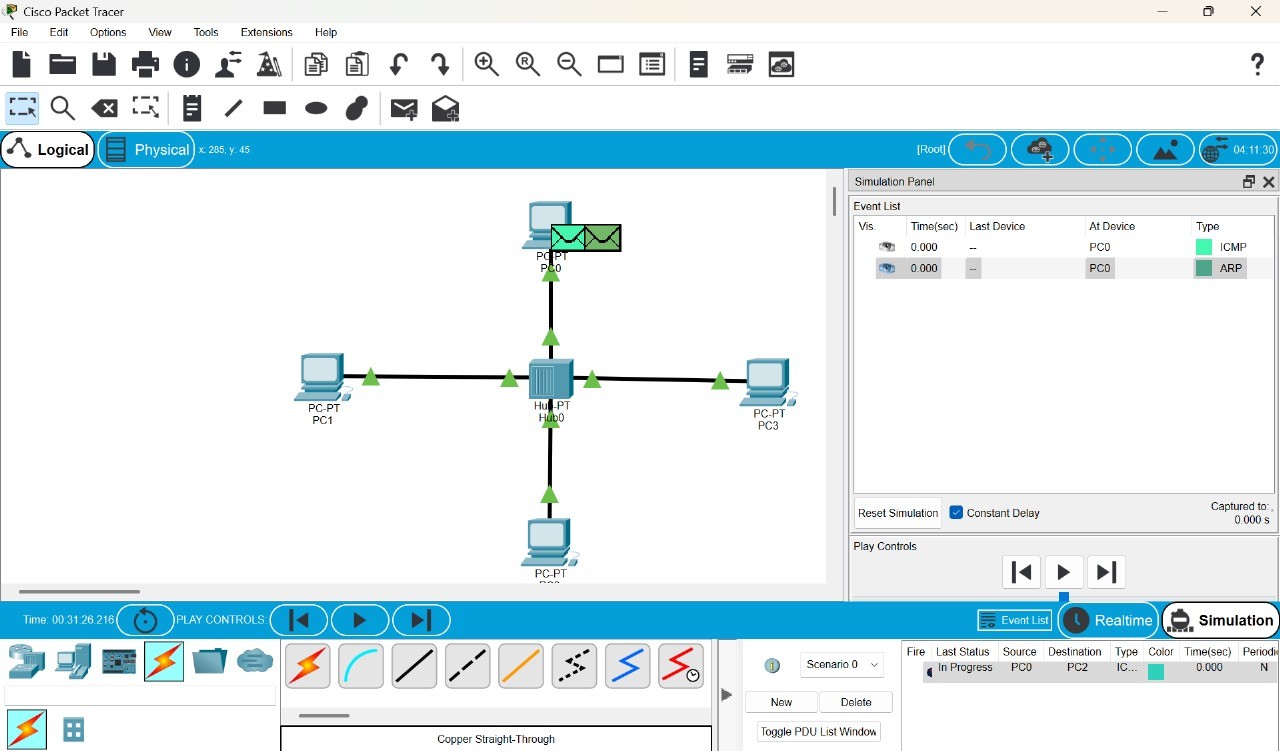 Cisco Packet Tracer
File Edit Options View Tools Extensions Help
Logical Physical x: 285, y: 45 [Root] 04:11:30
Simulation Panel
Event List
Vis. Time(sec) Last Device At Device Type
0.000 -- PC0 ICMP
0.000 -- PC0 ARP
PC-PT
PC0
PC-PT
PC1
Hub-PT
Hub0
PC-PT
PC3
PC-PT
Reset Simulation Constant Delay
Captured to:
0.000 s
Play Controls
Time: 00:31:26.216 PLAY CONTROLS: Event List Realtime Simulation
Scenario 0
New Delete
Toggle PDU List Window
Fire Last Status Source Destination Type Color Time(sec) Periodi
In Progress PC0 PC2 IC... 0.000 N
Copper Straight-Through